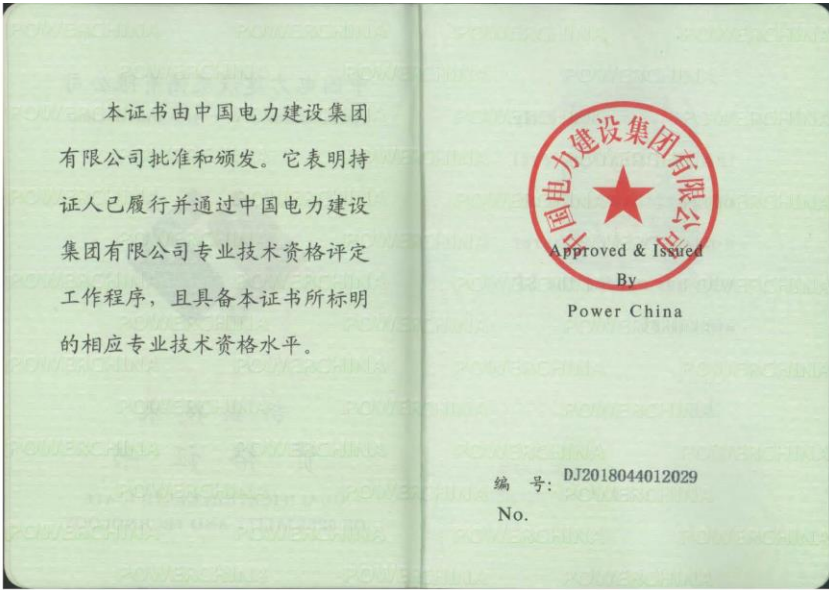 本证书由中国电力建设集团
有限公司批准和颁发。它表明持
证人已履行并通过中国电力建设
集团有限公司专业技术资格评定
工作程序，且具备本证书所标明
的相应专业技术资格水平。
中国电力建设集团有限公司
Approved & Issued
By
Power China
编 号: DJ2018044012029
No.